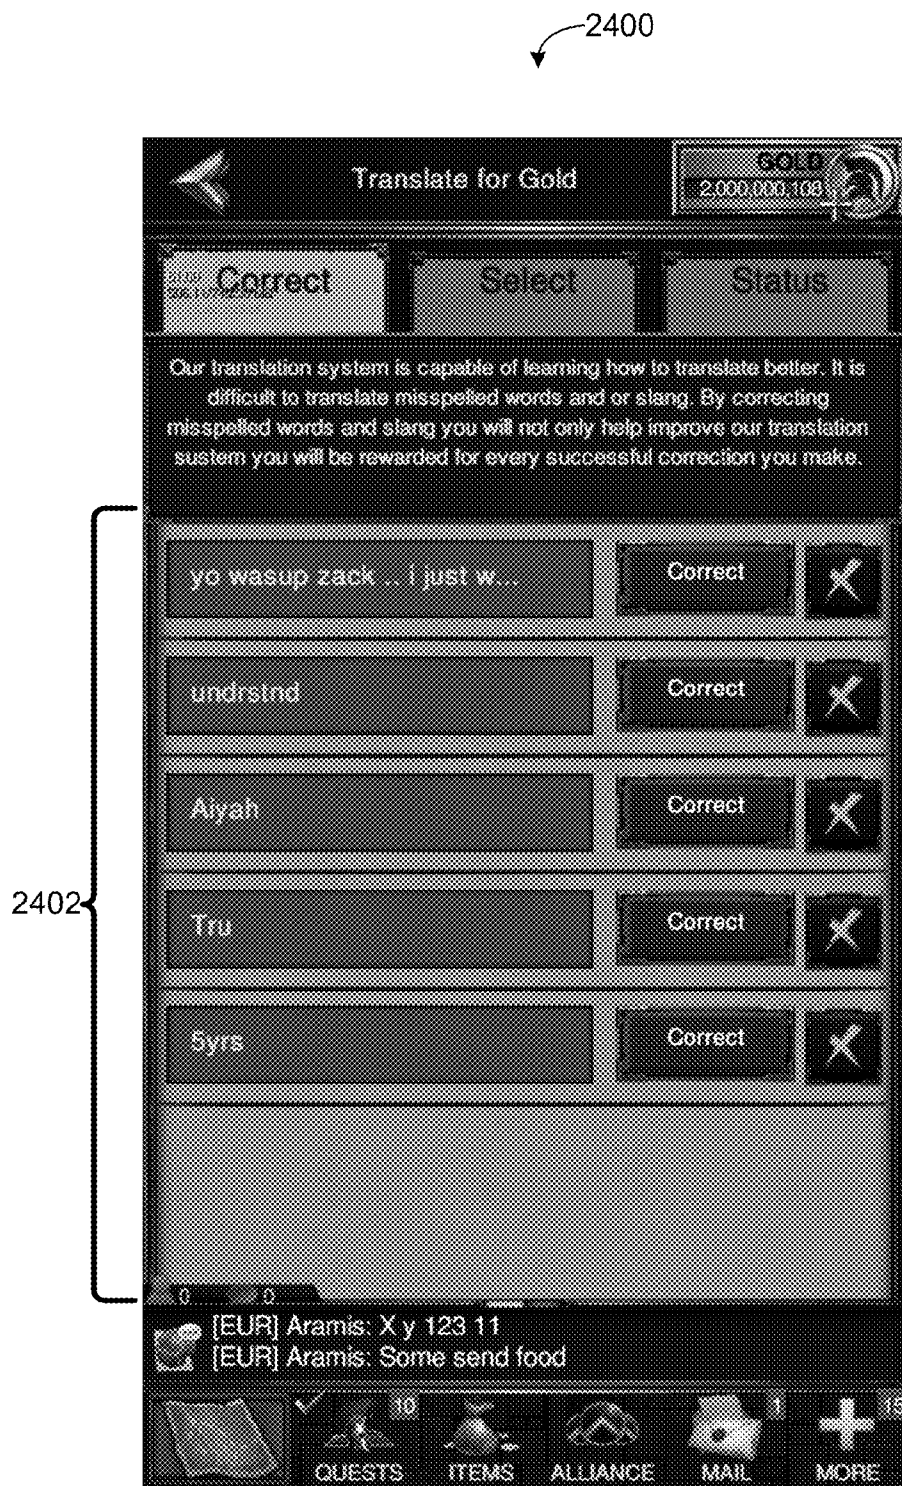 2400
Translate for Gold
GOLD
2,000,000,108
Correct
Select
Status
Our translation system is capable of learning how to translate better. It is
difficult to translate misspelled words and or slang. By correcting
misspelled words and slang you will not only help improve our translation
sustem you will be rewarded for every successful correction you make.
yo wasup zack .. i just w...
Correct
undrstnd
Correct
Aiyah
Correct
2402
Tru
Correct
5yrs
Correct
0 0
[EUR] Aramis: X y 123 11
[EUR] Aramis: Some send food
10 1 15
QUESTS ITEMS ALLIANCE MAIL MORE